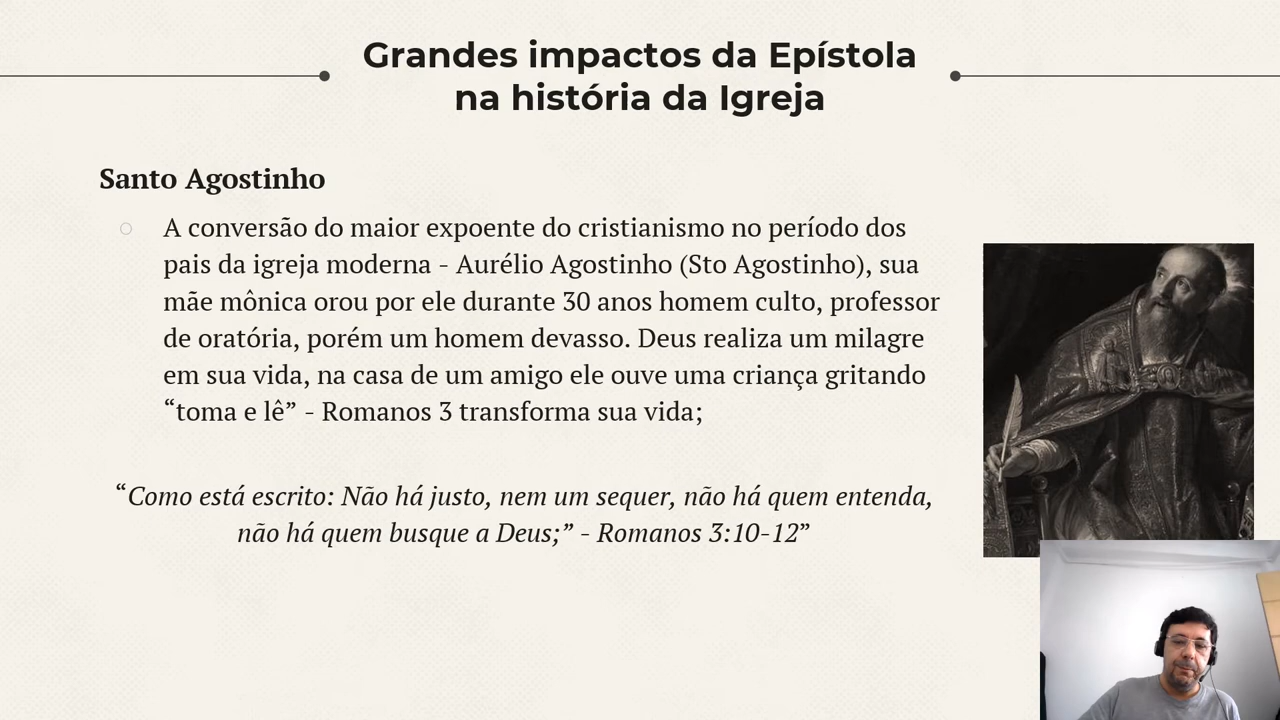 Grandes impactos da Epístola
na história da Igreja
Santo Agostinho
A conversão do maior expoente do cristianismo no período dos
pais da igreja moderna - Aurélio Agostinho (Sto Agostinho), sua
mãe mônica orou por ele durante 30 anos homem culto, professor
de oratória, porém um homem devasso. Deus realiza um milagre
em sua vida, na casa de um amigo ele ouve uma criança gritando
“toma e lê” - Romanos 3 transforma sua vida;
“Como está escrito: Não há justo, nem um sequer, não há quem entenda,
não há quem busque a Deus;” - Romanos 3:10-12”